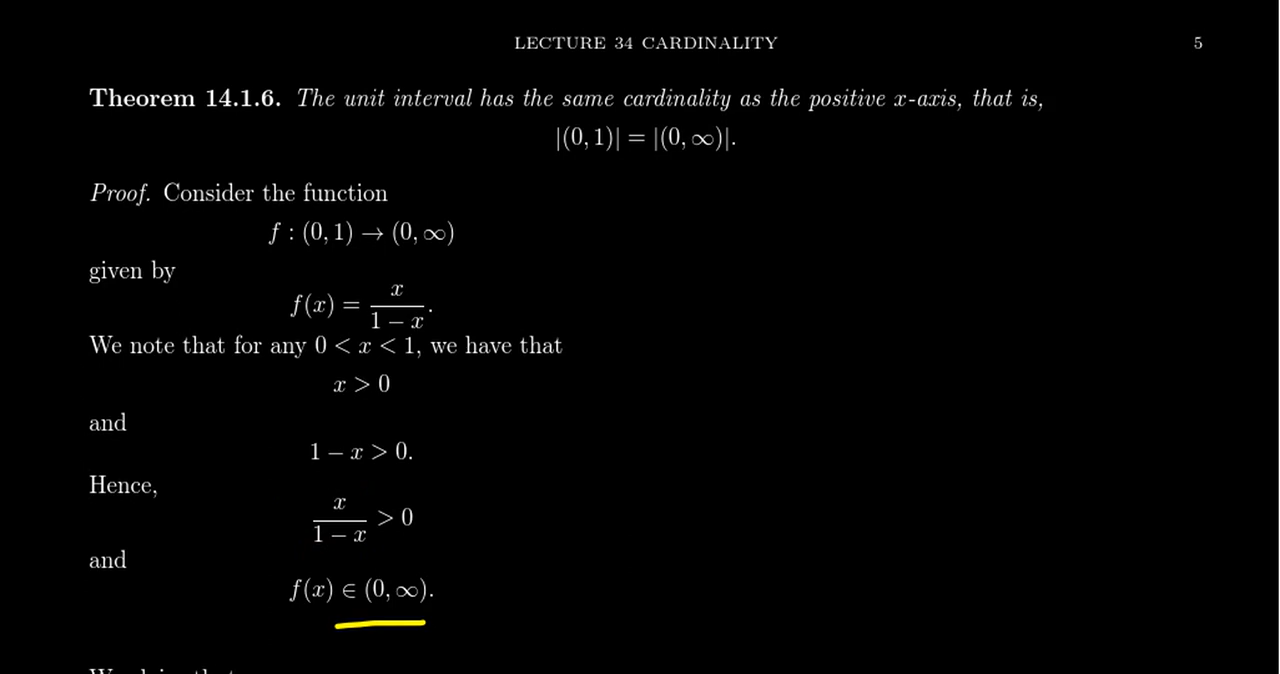 LECTURE 34 CARDINALITY 5
Theorem 14.1.6. The unit interval has the same cardinality as the positive x-axis, that is,
|(0, 1)| = |(0, ∞)|.
Proof. Consider the function
f : (0, 1) → (0, ∞)
given by
f(x) = x / (1 − x).
We note that for any 0 < x < 1, we have that
x > 0
and
1 − x > 0.
Hence,
x / (1 − x) > 0
and
f(x) ∈ (0, ∞).